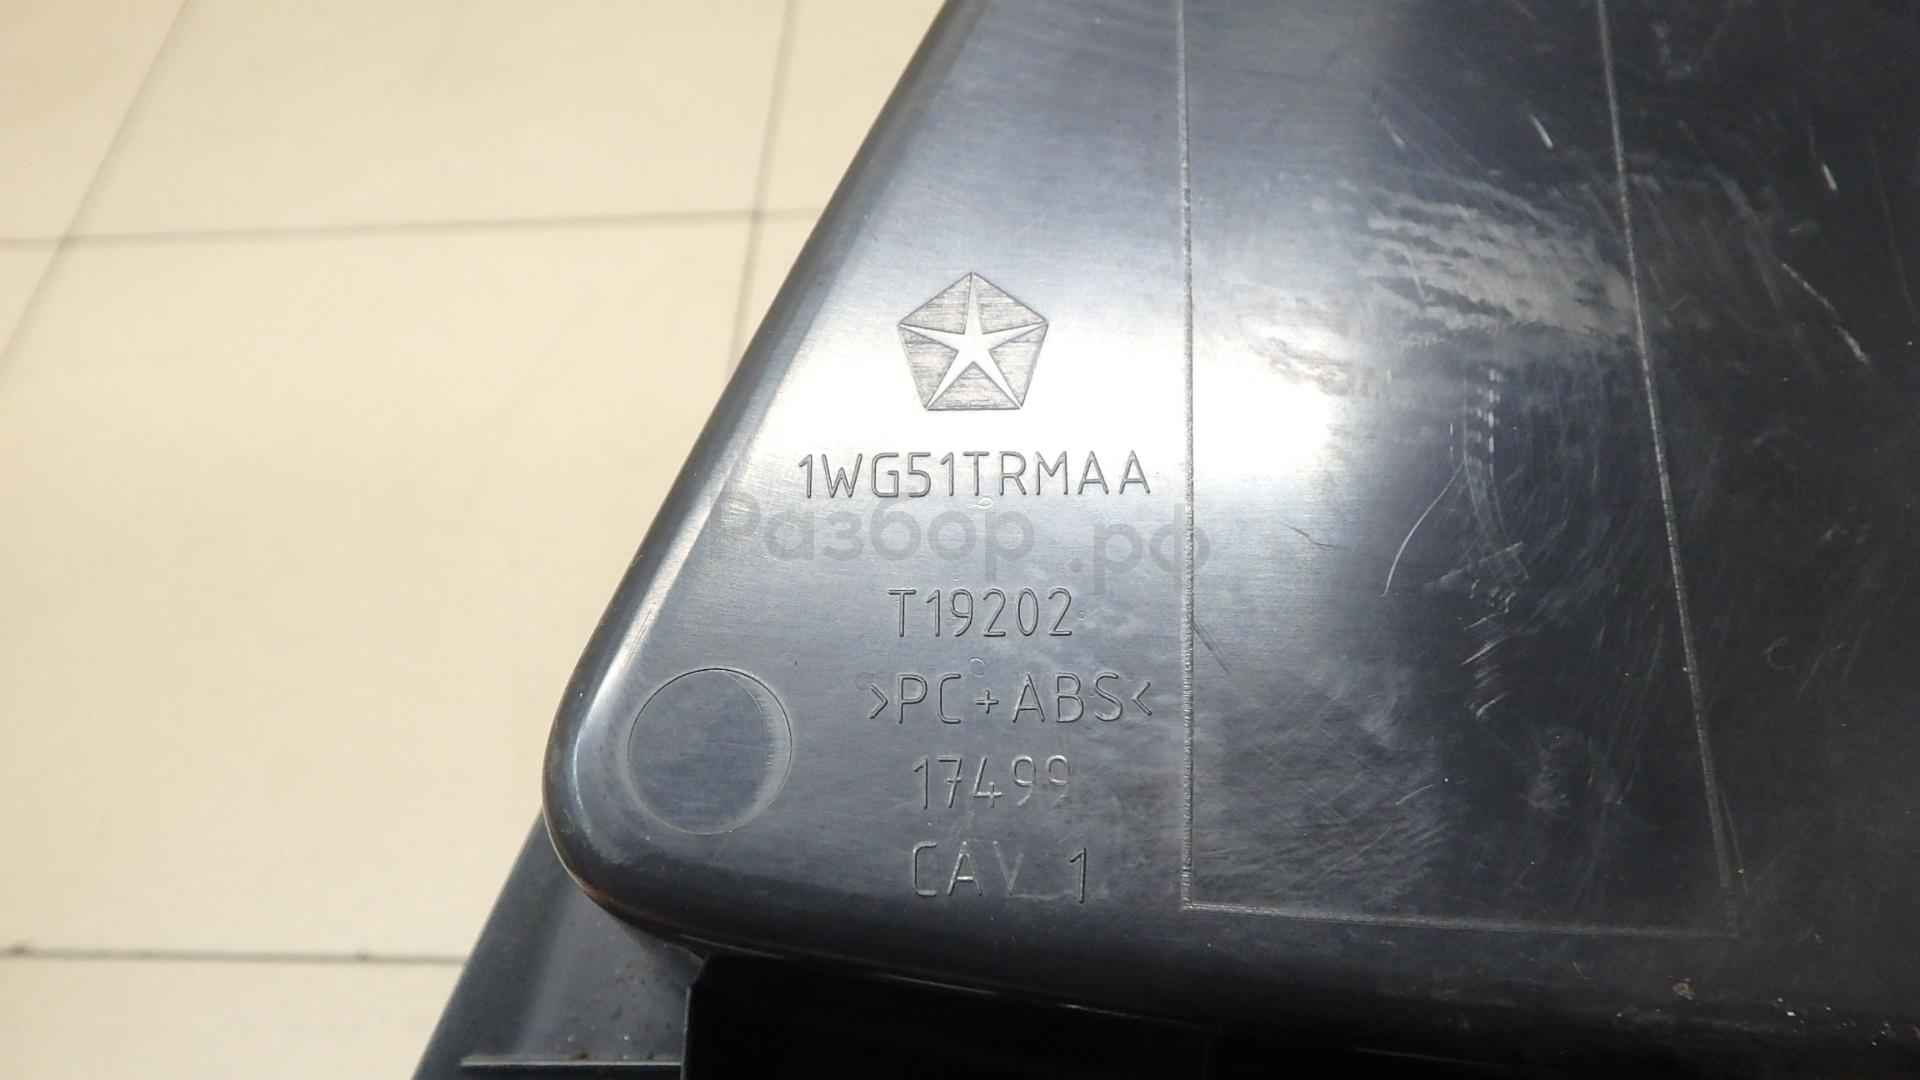 1WG51TRMAA
Разбор.рф
T19202
>PC+ABS<
17499
CAV 1